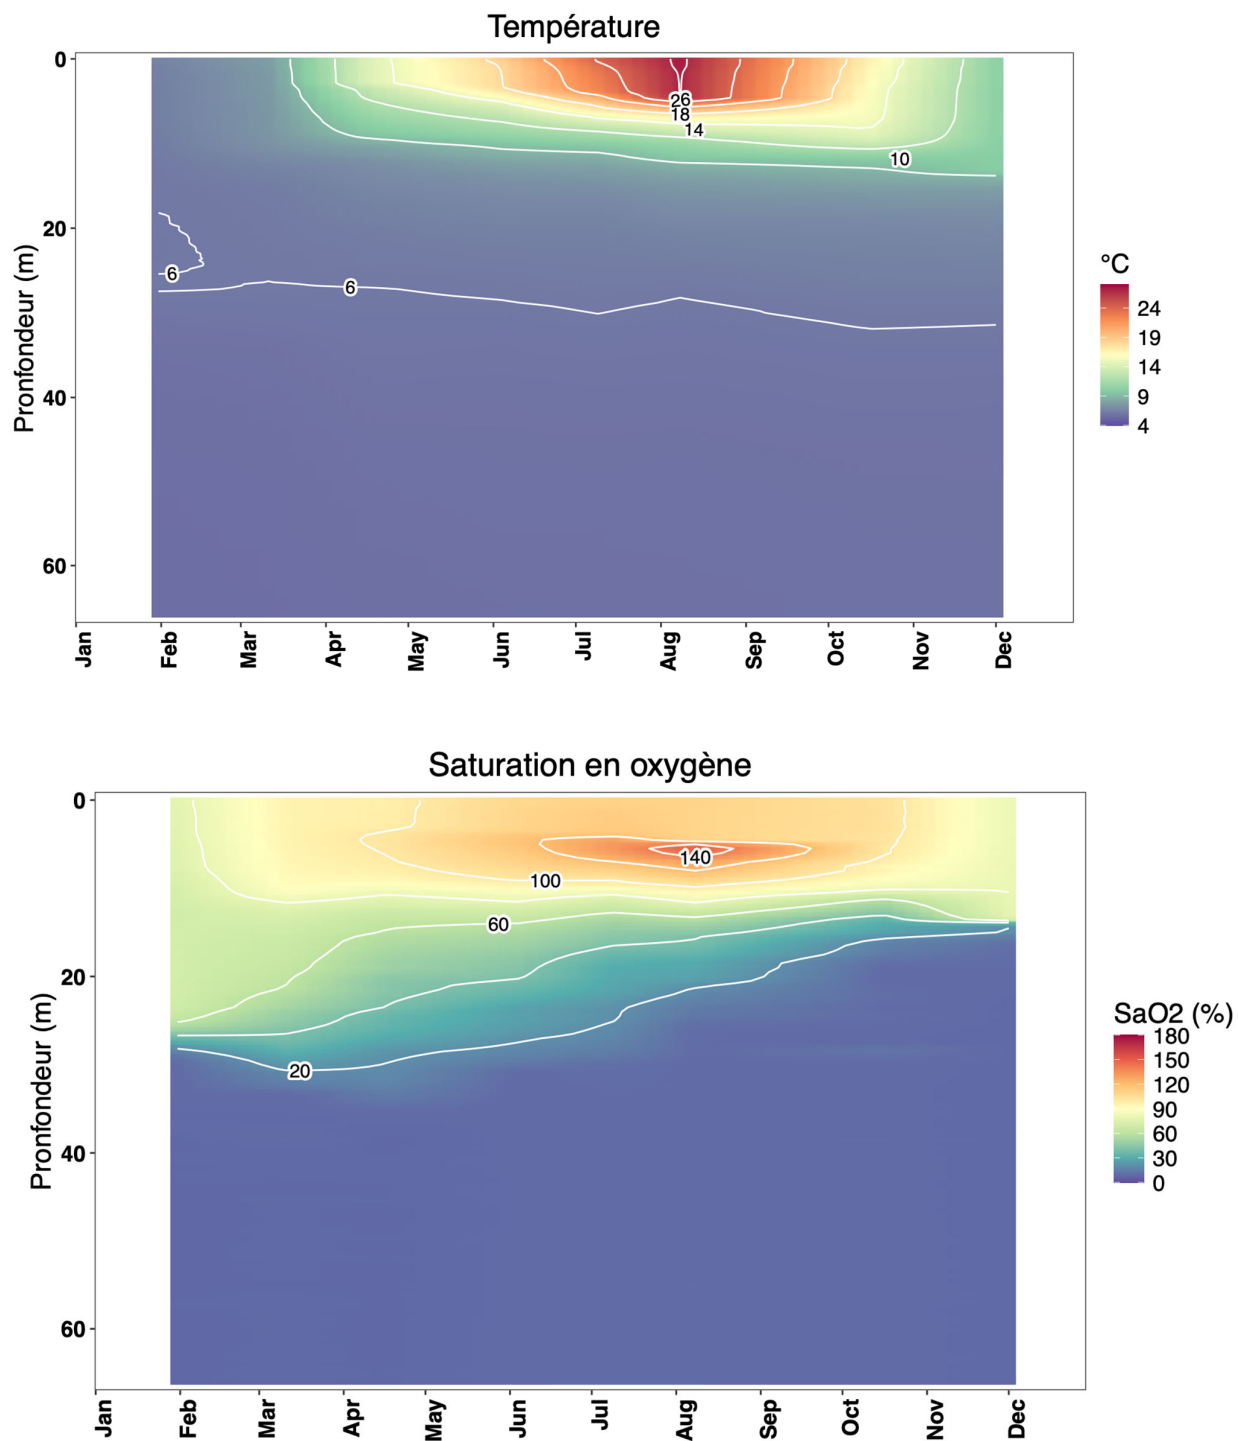 Température
0
20
40
60
Pronfondeur (m)
26
18
14
10
6
6
°C
24
19
14
9
4
Jan
Feb
Mar
Apr
May
Jun
Jul
Aug
Sep
Oct
Nov
Dec
Saturation en oxygène
0
20
40
60
Pronfondeur (m)
140
100
60
20
SaO2 (%)
180
150
120
90
60
30
0
Jan
Feb
Mar
Apr
May
Jun
Jul
Aug
Sep
Oct
Nov
Dec